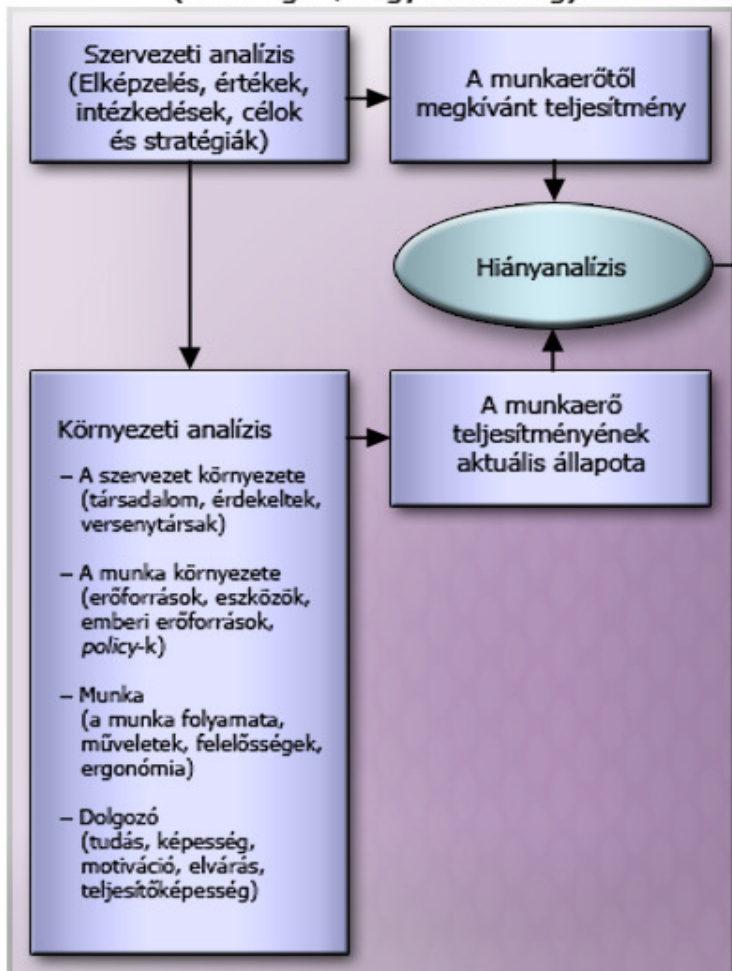 Szervezeti analízis
(Elképzelés, értékek,
intézkedések, célok
és stratégiák)
A munkaerőtől
megkívánt teljesítmény
Hiányanalízis
Környezeti analízis
– A szervezet környezete
(társadalom, érdekeltek,
versenytársak)
– A munka környezete
(erőforrások, eszközök,
emberi erőforrások,
policy-k)
– Munka
(a munka folyamata,
műveletek, felelősségek,
ergonómia)
– Dolgozó
(tudás, képesség,
motiváció, elvárás,
teljesítőképesség)
A munkaerő
teljesítményének
aktuális állapota